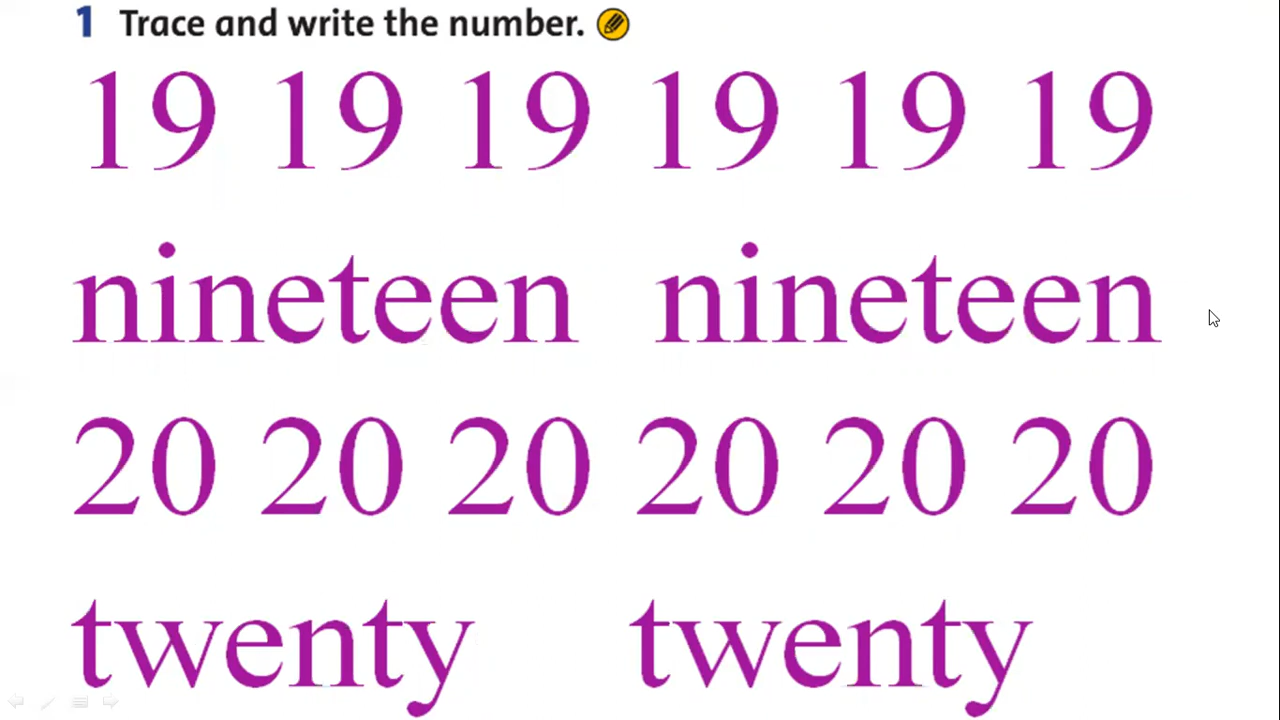 1 Trace and write the number.
19 19 19 19 19 19
nineteen nineteen
20 20 20 20 20 20
twenty twenty